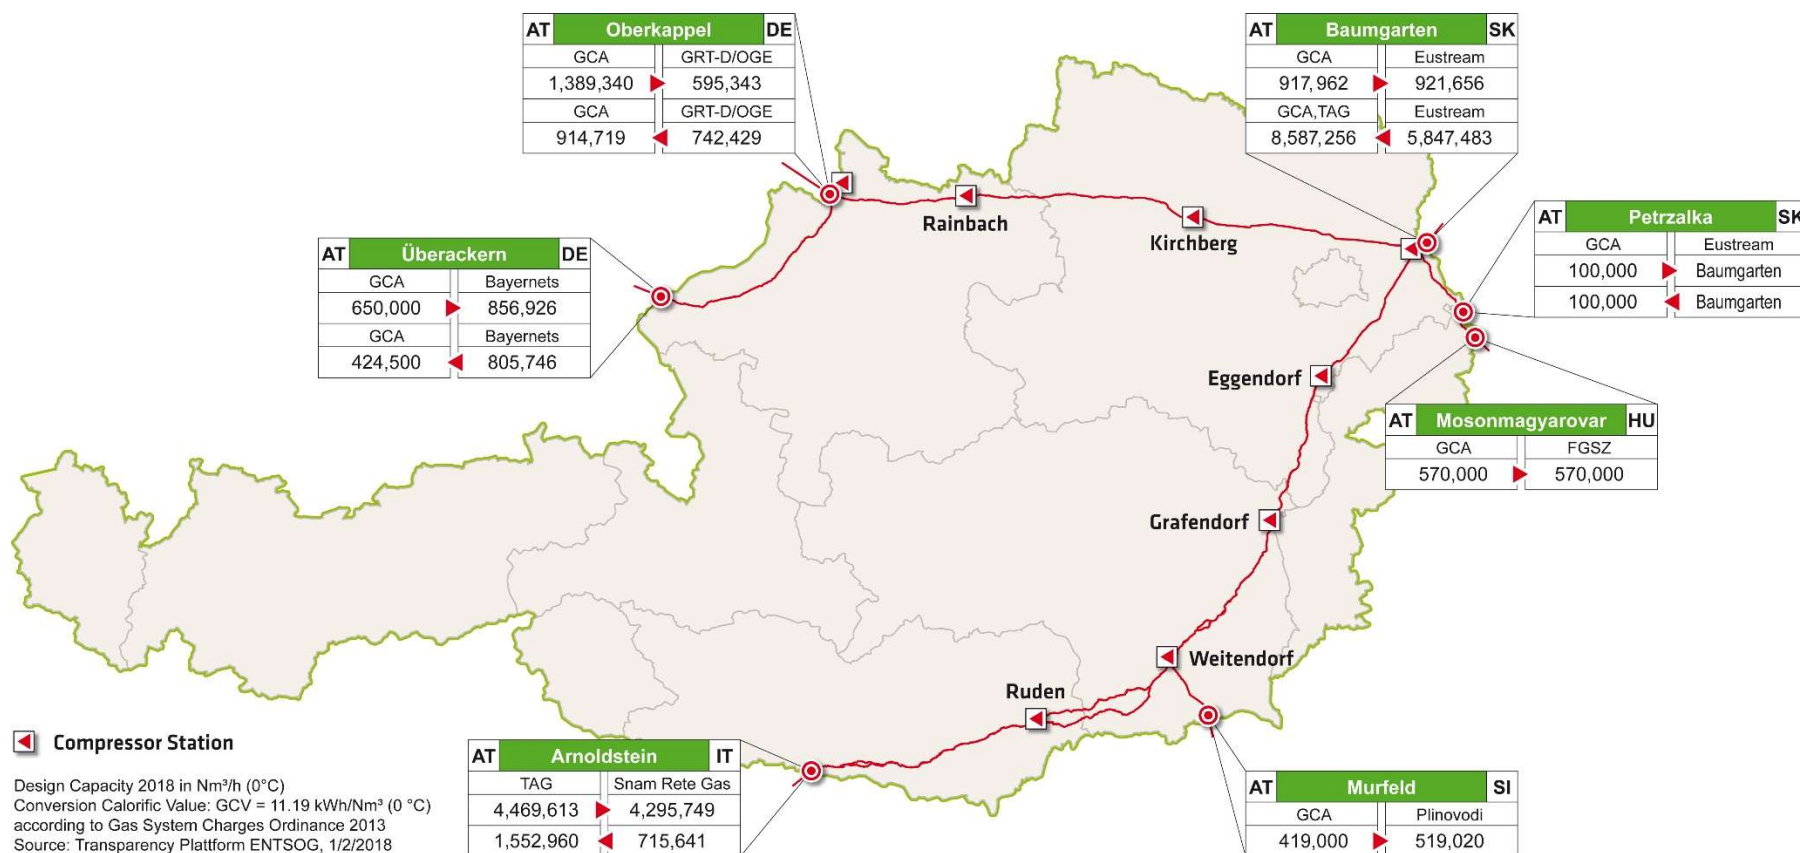 AT Oberkappel DE
GCA GRT-D/OGE
1,389,340 595,343
GCA GRT-D/OGE
914,719 742,429
AT Baumgarten SK
GCA Eustream
917,962 921,656
GCA,TAG Eustream
8,587,256 5,847,483
AT Petrzalka SK
GCA Eustream
100,000 Baumgarten
100,000 Baumgarten
AT Überackern DE
GCA Bayernets
650,000 856,926
GCA Bayernets
424,500 805,746
Rainbach
Kirchberg
Eggendorf
AT Mosonmagyarovar HU
GCA FGSZ
570,000 570,000
Grafendorf
Weitendorf
Ruden
Compressor Station
Design Capacity 2018 in Nm³/h (0°C)
Conversion Calorific Value: GCV = 11.19 kWh/Nm³ (0 °C)
according to Gas System Charges Ordinance 2013
Source: Transparency Plattform ENTSOG, 1/2/2018
AT Arnoldstein IT
TAG Snam Rete Gas
4,469,613 4,295,749
1,552,960 715,641
AT Murfeld SI
GCA Plinovodi
419,000 519,020